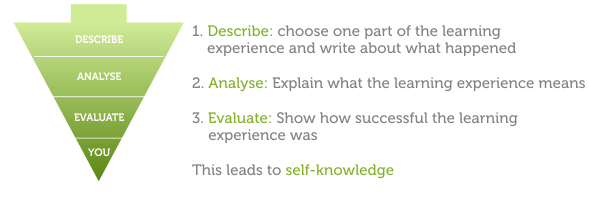 DESCRIBE
ANALYSE
EVALUATE
YOU
1. Describe: choose one part of the learning
experience and write about what happened
2. Analyse: Explain what the learning experience means
3. Evaluate: Show how successful the learning
experience was
This leads to self-knowledge